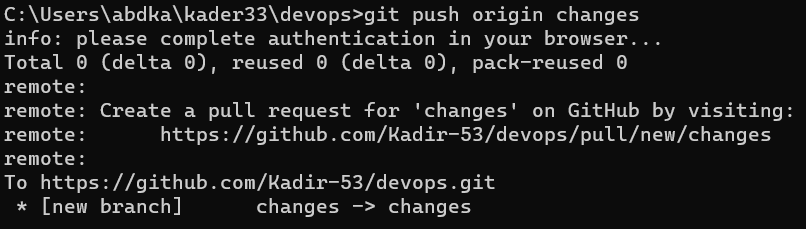 C:\Users\abdka\kader33\devops>git push origin changes
info: please complete authentication in your browser...
Total 0 (delta 0), reused 0 (delta 0), pack-reused 0
remote:
remote: Create a pull request for 'changes' on GitHub by visiting:
remote:      https://github.com/Kadir-53/devops/pull/new/changes
remote:
To https://github.com/Kadir-53/devops.git
 * [new branch]      changes -> changes